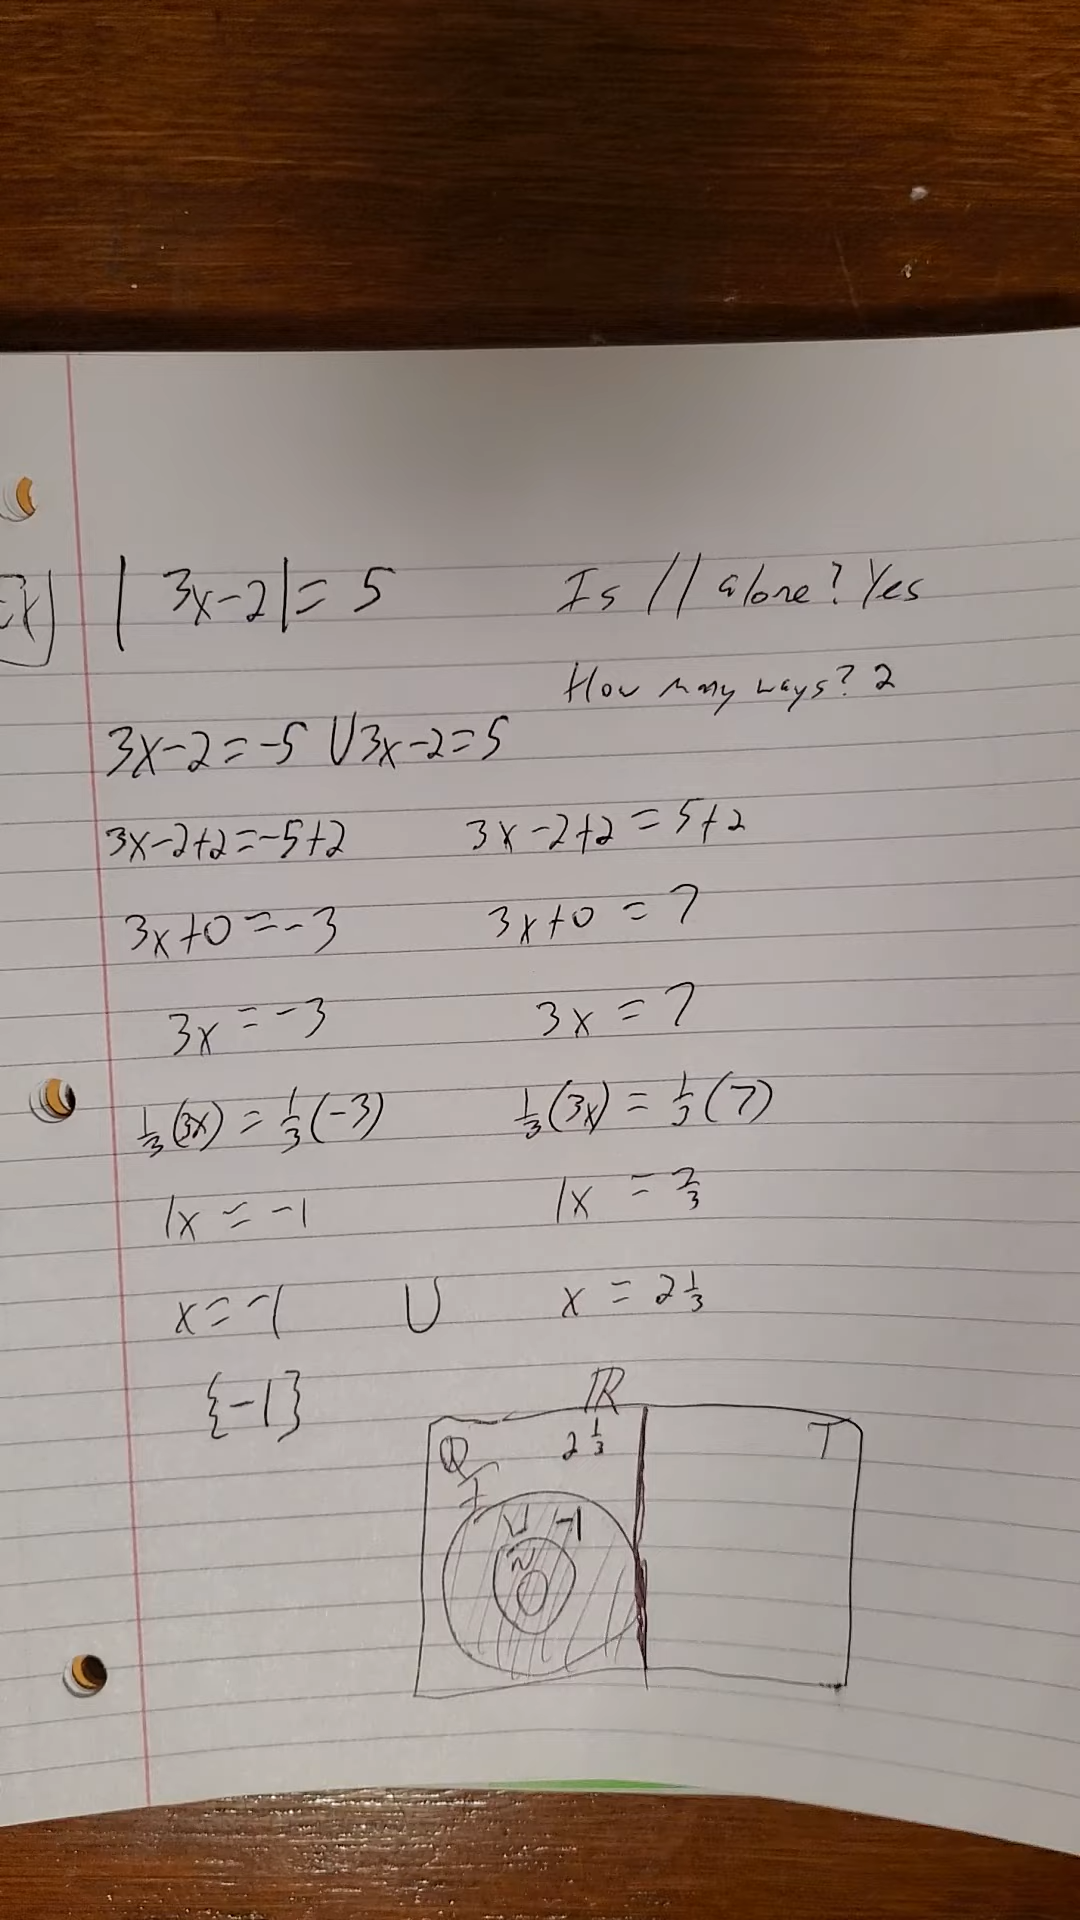 Ex) |3x-2|= 5 Is | | alone? Yes
How many ways? 2
3x-2=-5 U 3x-2=5
3x-2+2=-5+2 3x-2+2=5+2
3x+0=-3 3x+0=7
3x=-3 3x=7
1/3(3x)=1/3(-3) 1/3(3x)=1/3(7)
1x=-1 1x=7/3
x=-1 U x=2 1/3
{-1} ℝ
Q 2 1/3 T
I
W -1
N